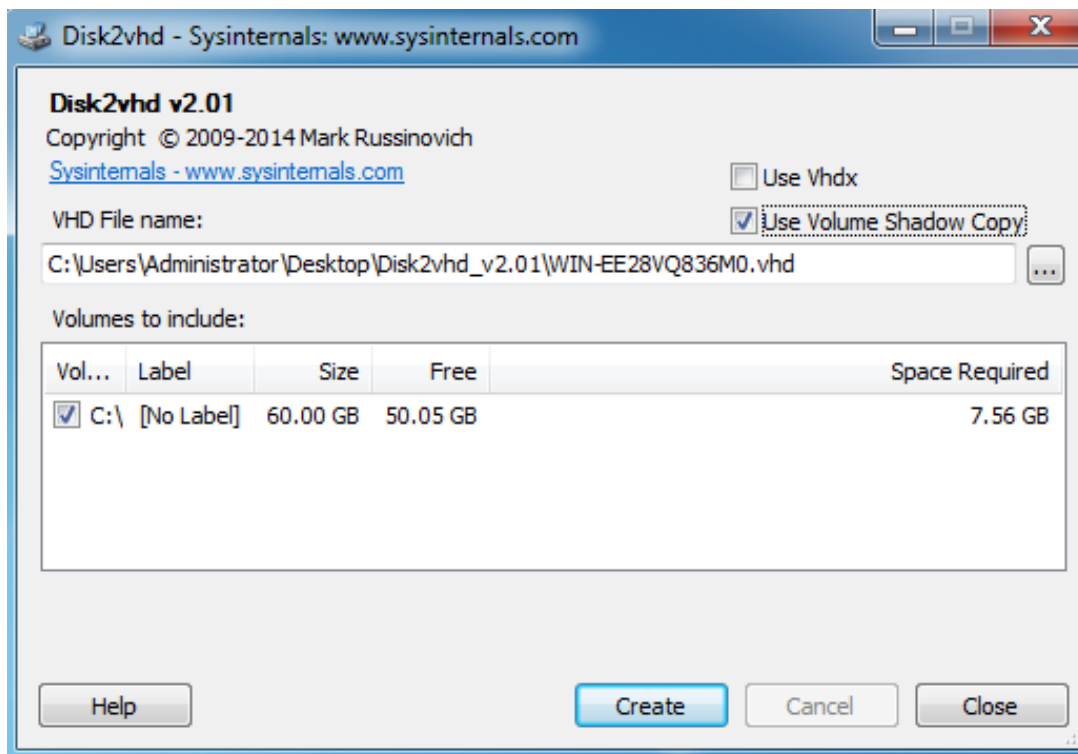 Disk2vhd - Sysinternals: www.sysinternals.com
Disk2vhd v2.01
Copyright © 2009-2014 Mark Russinovich
Sysinternals - www.sysinternals.com
Use Vhdx
VHD File name:
Use Volume Shadow Copy
C:\Users\Administrator\Desktop\Disk2vhd_v2.01\WIN-EE28VQ836M0.vhd
...
Volumes to include:
Vol... Label Size Free Space Required
C:\ [No Label] 60.00 GB 50.05 GB 7.56 GB
Help Create Cancel Close